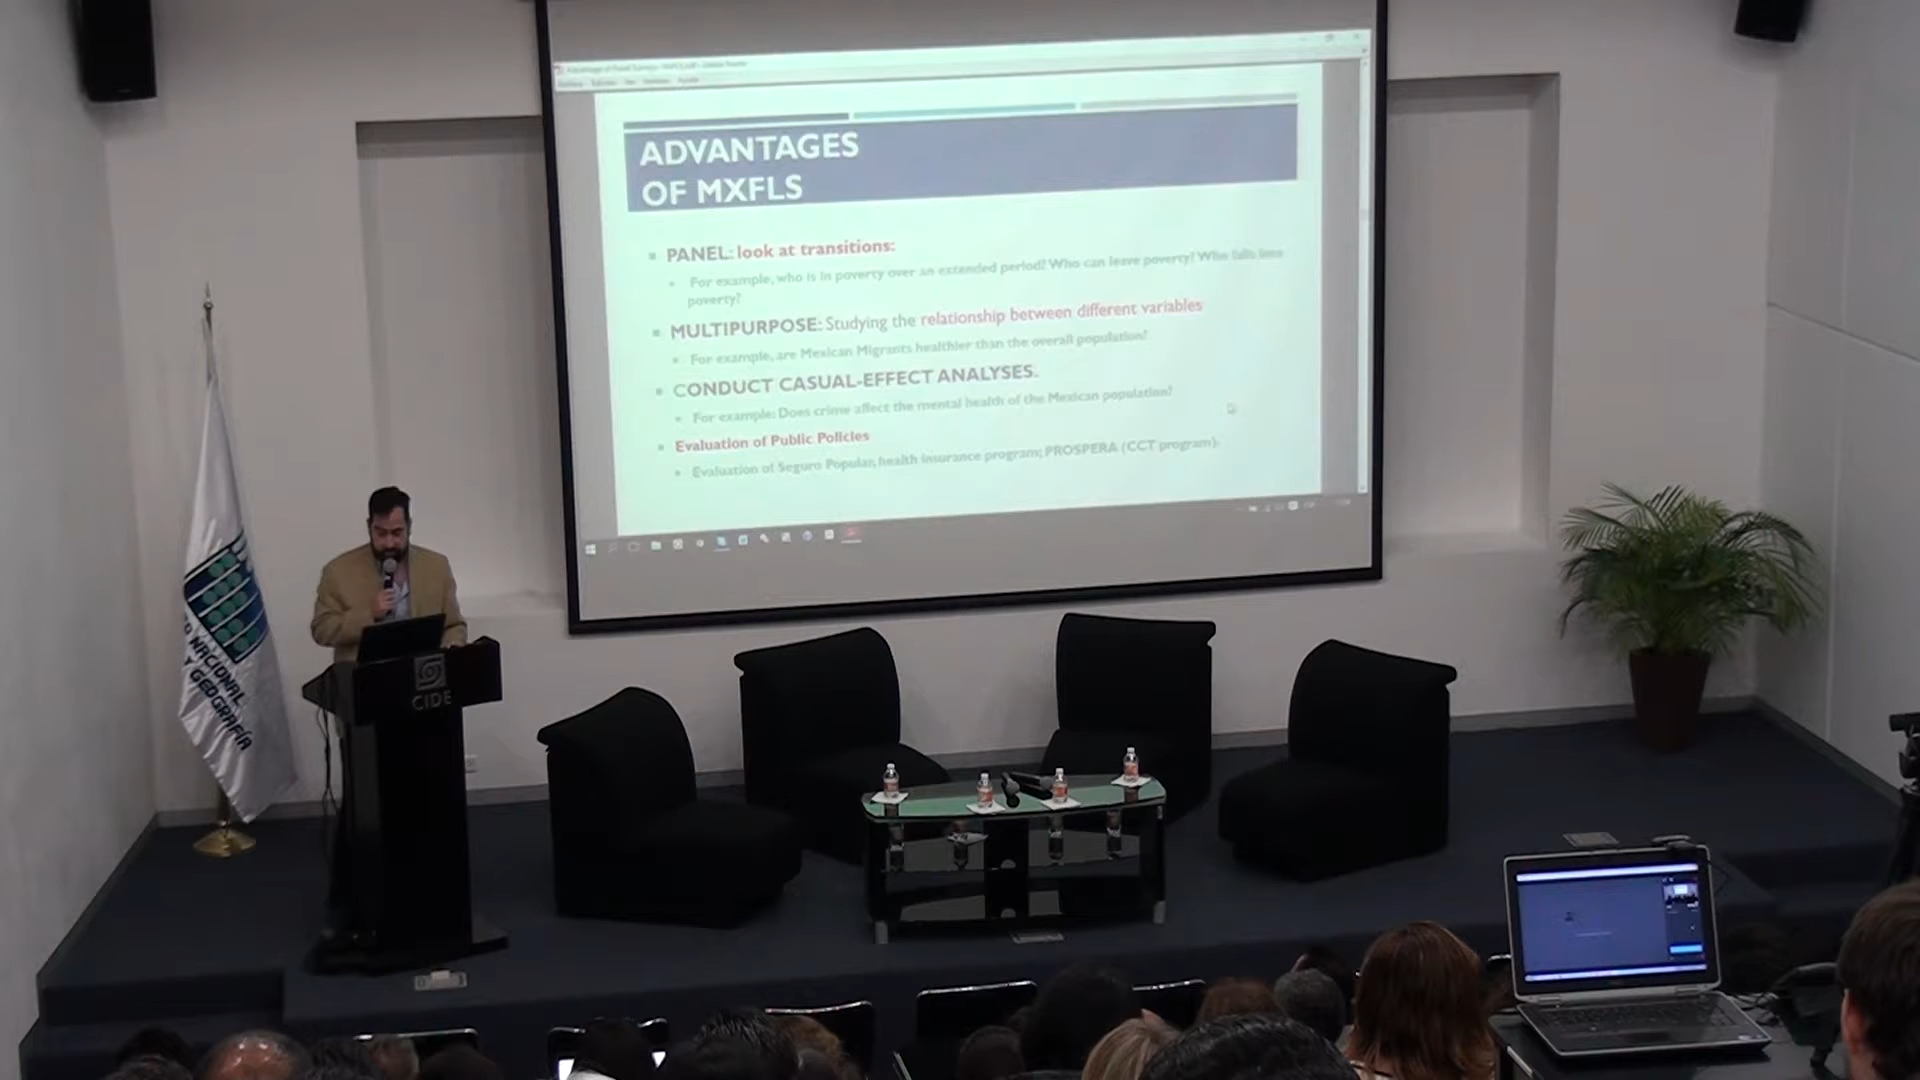 ADVANTAGES
OF MXFLS
PANEL: look at transitions:
For example, who is in poverty over an extended period? Who can leave poverty? Who falls into
poverty?
MULTIPURPOSE: Studying the relationship between different variables
For example, are Mexican Migrants healthier than the overall population?
CONDUCT CASUAL-EFFECT ANALYSES.
For example: Does crime affect the mental health of the Mexican population?
Evaluation of Public Policies
Evaluation of Seguro Popular, health insurance program; PROSPERA (CCT program).
CIDE
NACIONAL
Y GEOGRAFÍA